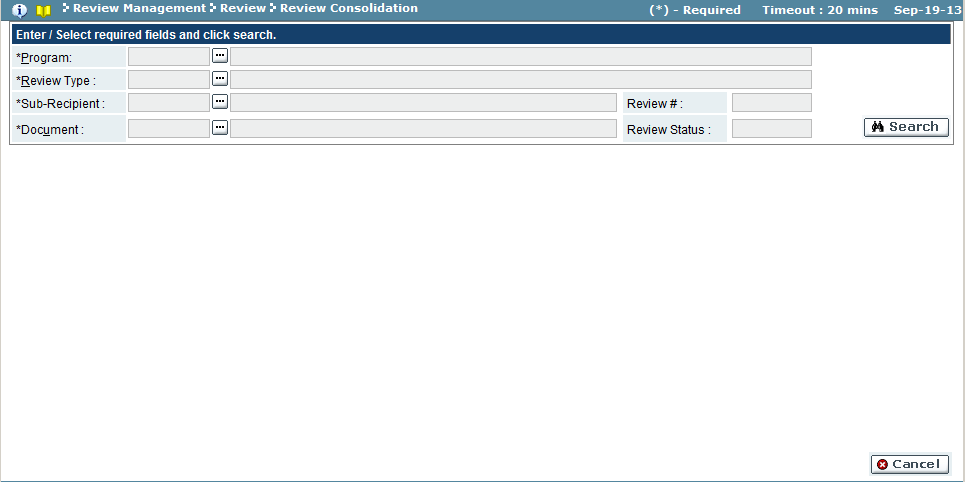 Review Management Review Review Consolidation (*) - Required Timeout : 20 mins Sep-19-13
Enter / Select required fields and click search.
*Program:
*Review Type :
*Sub-Recipient : Review # :
*Document : Review Status : Search
Cancel